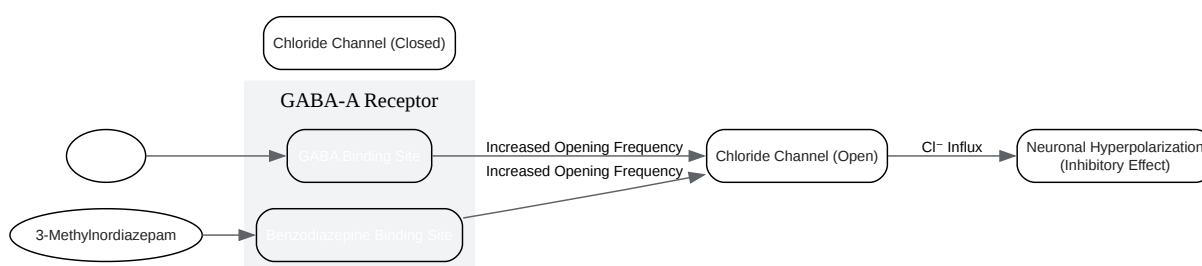 Chloride Channel (Closed)
GABA-A Receptor
GABA Binding Site
Increased Opening Frequency
Chloride Channel (Open)
Cl⁻ Influx
Neuronal Hyperpolarization
(Inhibitory Effect)
Increased Opening Frequency
3-Methylnordiazepam
Benzodiazepine Binding Site